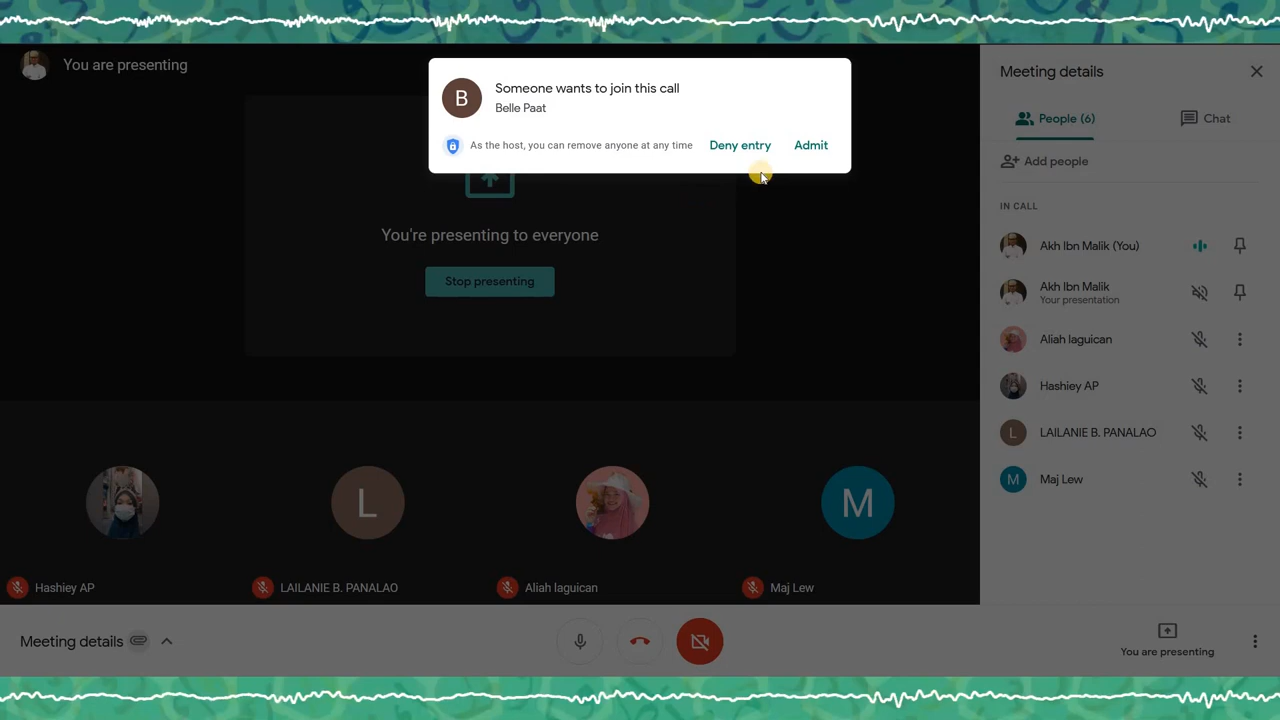 You are presenting
B
Someone wants to join this call
Belle Paat
As the host, you can remove anyone at any time
Deny entry
Admit
You're presenting to everyone
Stop presenting
Hashiey AP
L
LAILANIE B. PANALAO
Aliah laguican
M
Maj Lew
Meeting details
People (6)
Chat
Add people
IN CALL
Akh Ibn Malik (You)
Akh Ibn Malik
Your presentation
Aliah laguican
Hashiey AP
L
LAILANIE B. PANALAO
M
Maj Lew
Meeting details
You are presenting